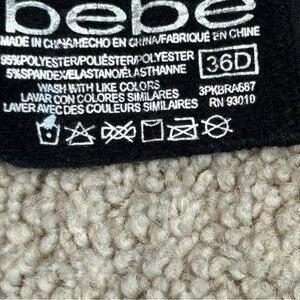 bebe
MADE IN CHINA/HECHO EN CHINA/FABRIQUÉ EN CHINE
95%POLYESTER/POLIÉSTER/POLYESTER
5%SPANDEX/ELASTANO/ÉLASTHANNE
36D
WASH WITH LIKE COLORS
LAVAR CON COLORES SIMILARES
LAVER AVEC DES COULEURS SIMILAIRES
3PKBRA687
RN 93010